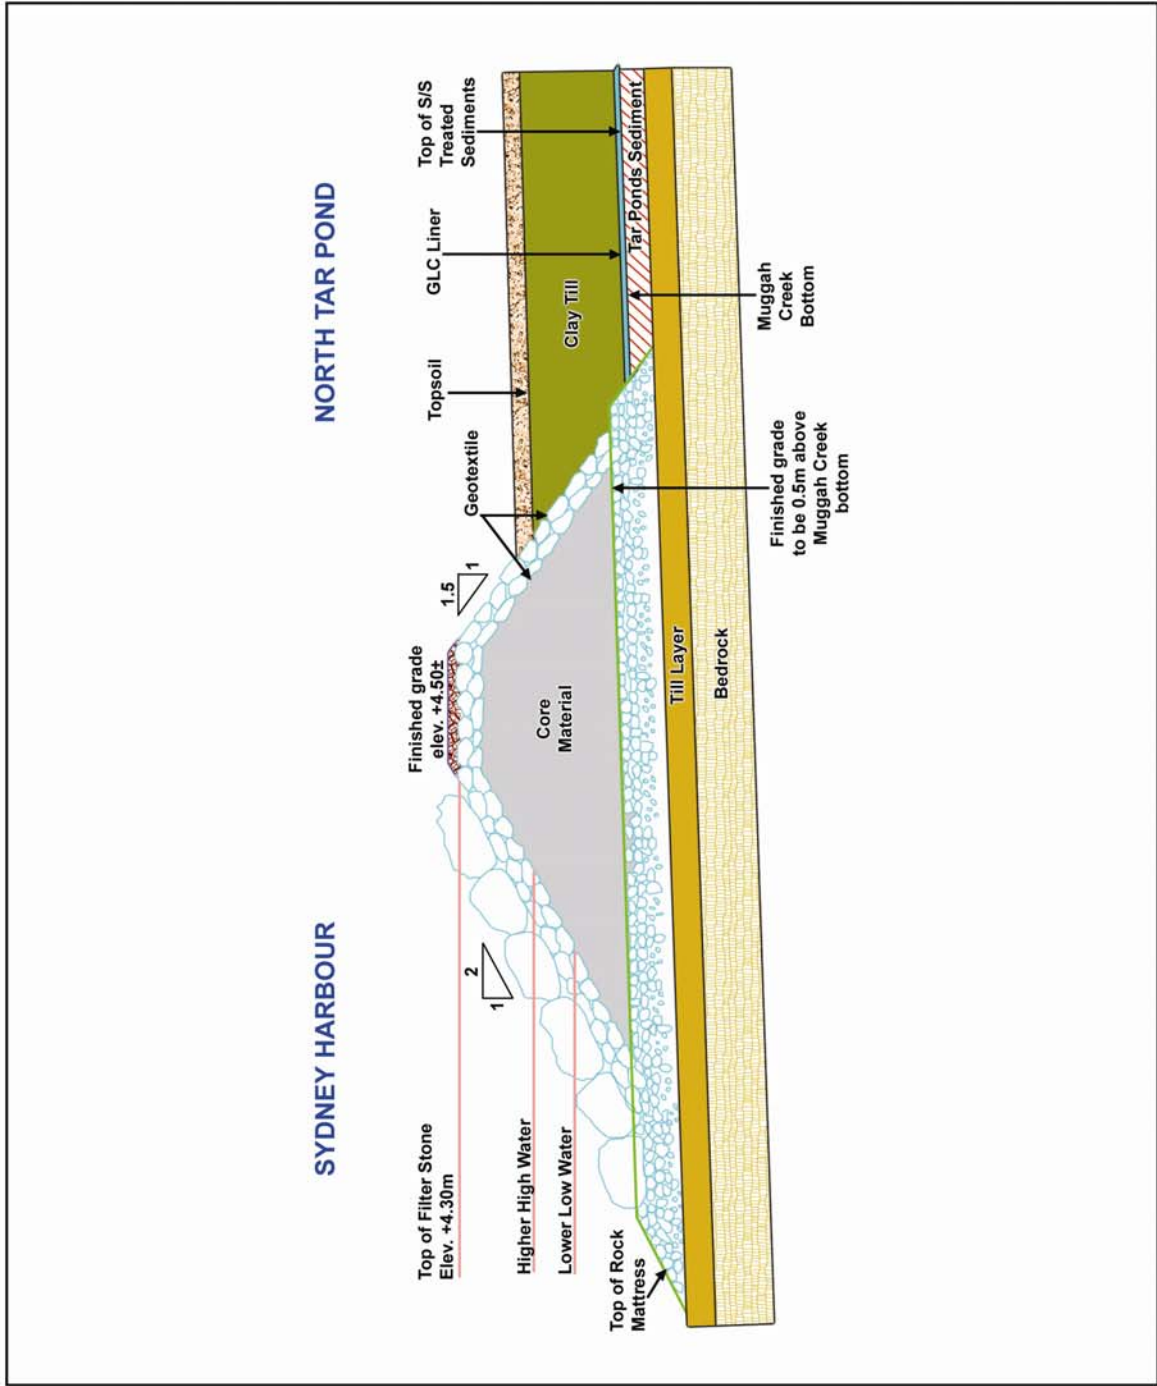 SYDNEY HARBOUR
NORTH TAR POND
Top of Filter Stone
Elev. +4.30m
Higher High Water
Lower Low Water
Top of Rock
Mattress
2
1
Finished grade
elev. +4.50±
1.5
1
Geotextile
Topsoil
GLC Liner
Top of S/S
Treated
Sediments
Core
Material
Clay Till
Tar Ponds Sediment
Till Layer
Bedrock
Finished grade
to be 0.5m above
Muggah Creek
bottom
Muggah
Creek
Bottom